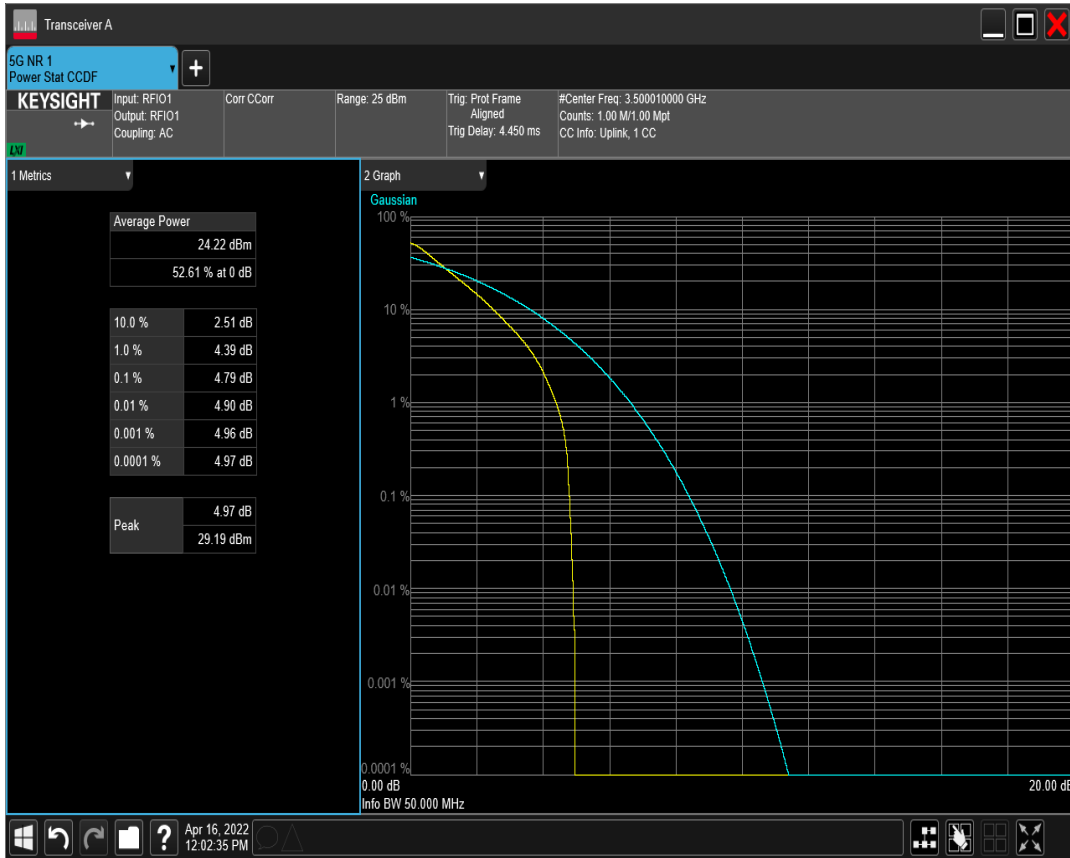 Transceiver A
5G NR 1
Power Stat CCDF
KEYSIGHT
LXI
Input: RFIO1
Output: RFIO1
Coupling: AC
Corr CCorr
Range: 25 dBm
Trig: Prot Frame
Aligned
Trig Delay: 4.450 ms
#Center Freq: 3.500010000 GHz
Counts: 1.00 M/1.00 Mpt
CC Info: Uplink, 1 CC
1 Metrics
Average Power
24.22 dBm
52.61 % at 0 dB
10.0 % 2.51 dB
1.0 % 4.39 dB
0.1 % 4.79 dB
0.01 % 4.90 dB
0.001 % 4.96 dB
0.0001 % 4.97 dB
Peak
4.97 dB
29.19 dBm
2 Graph
Gaussian
100 %
10 %
1 %
0.1 %
0.01 %
0.001 %
0.0001 %
0.00 dB 20.00 dB
Info BW 50.000 MHz
?
Apr 16, 2022
12:02:35 PM